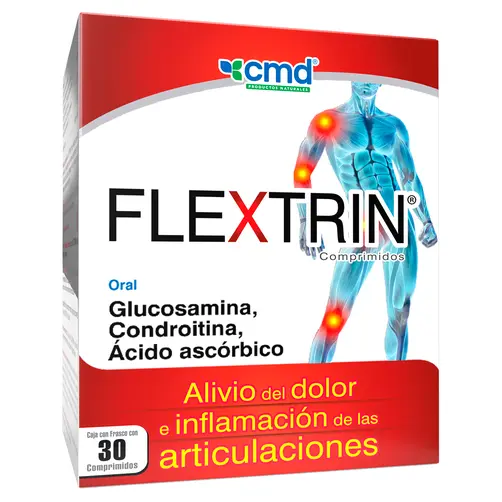 cmd®
PRODUCTOS NATURALES
FLEXTRIN®
Comprimidos
Oral
Glucosamina,
Condroitina,
Ácido ascórbico
Alivio del dolor
e inflamación de las
articulaciones
Caja con Frasco con
30
Comprimidos